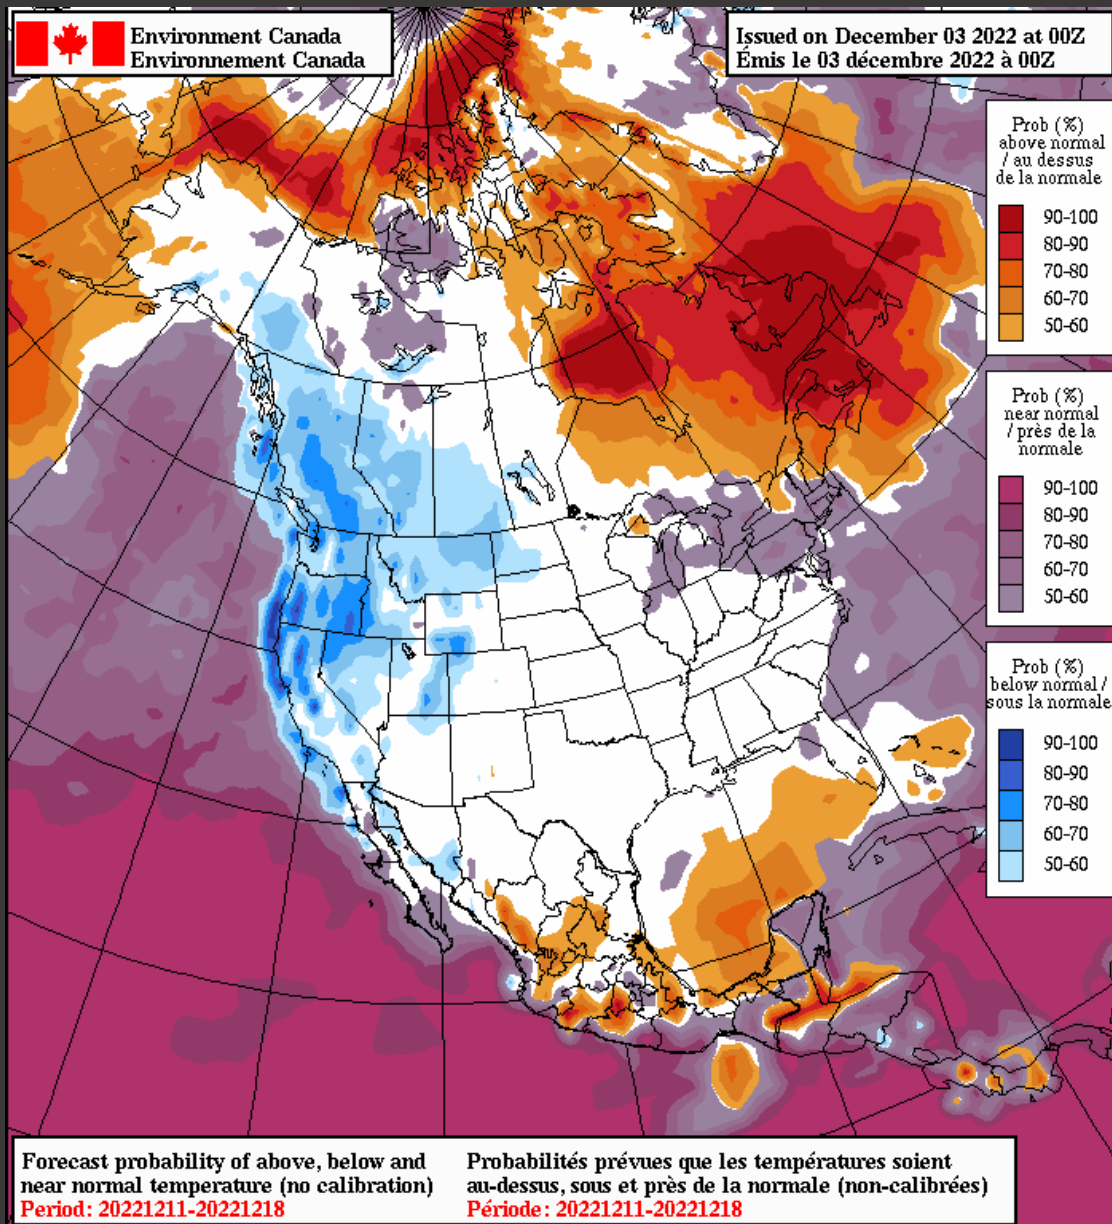 Environment Canada
Environnement Canada
Issued on December 03 2022 at 00Z
Émis le 03 décembre 2022 à 00Z
Prob (%)
above normal
/ au dessus
de la normale
90-100
80-90
70-80
60-70
50-60
Prob (%)
near normal
/ près de la
normale
90-100
80-90
70-80
60-70
50-60
Prob (%)
below normal /
sous la normale
90-100
80-90
70-80
60-70
50-60
Forecast probability of above, below and
near normal temperature (no calibration)
Period: 20221211-20221218
Probabilités prévues que les températures soient
au-dessus, sous et près de la normale (non-calibrées)
Période: 20221211-20221218